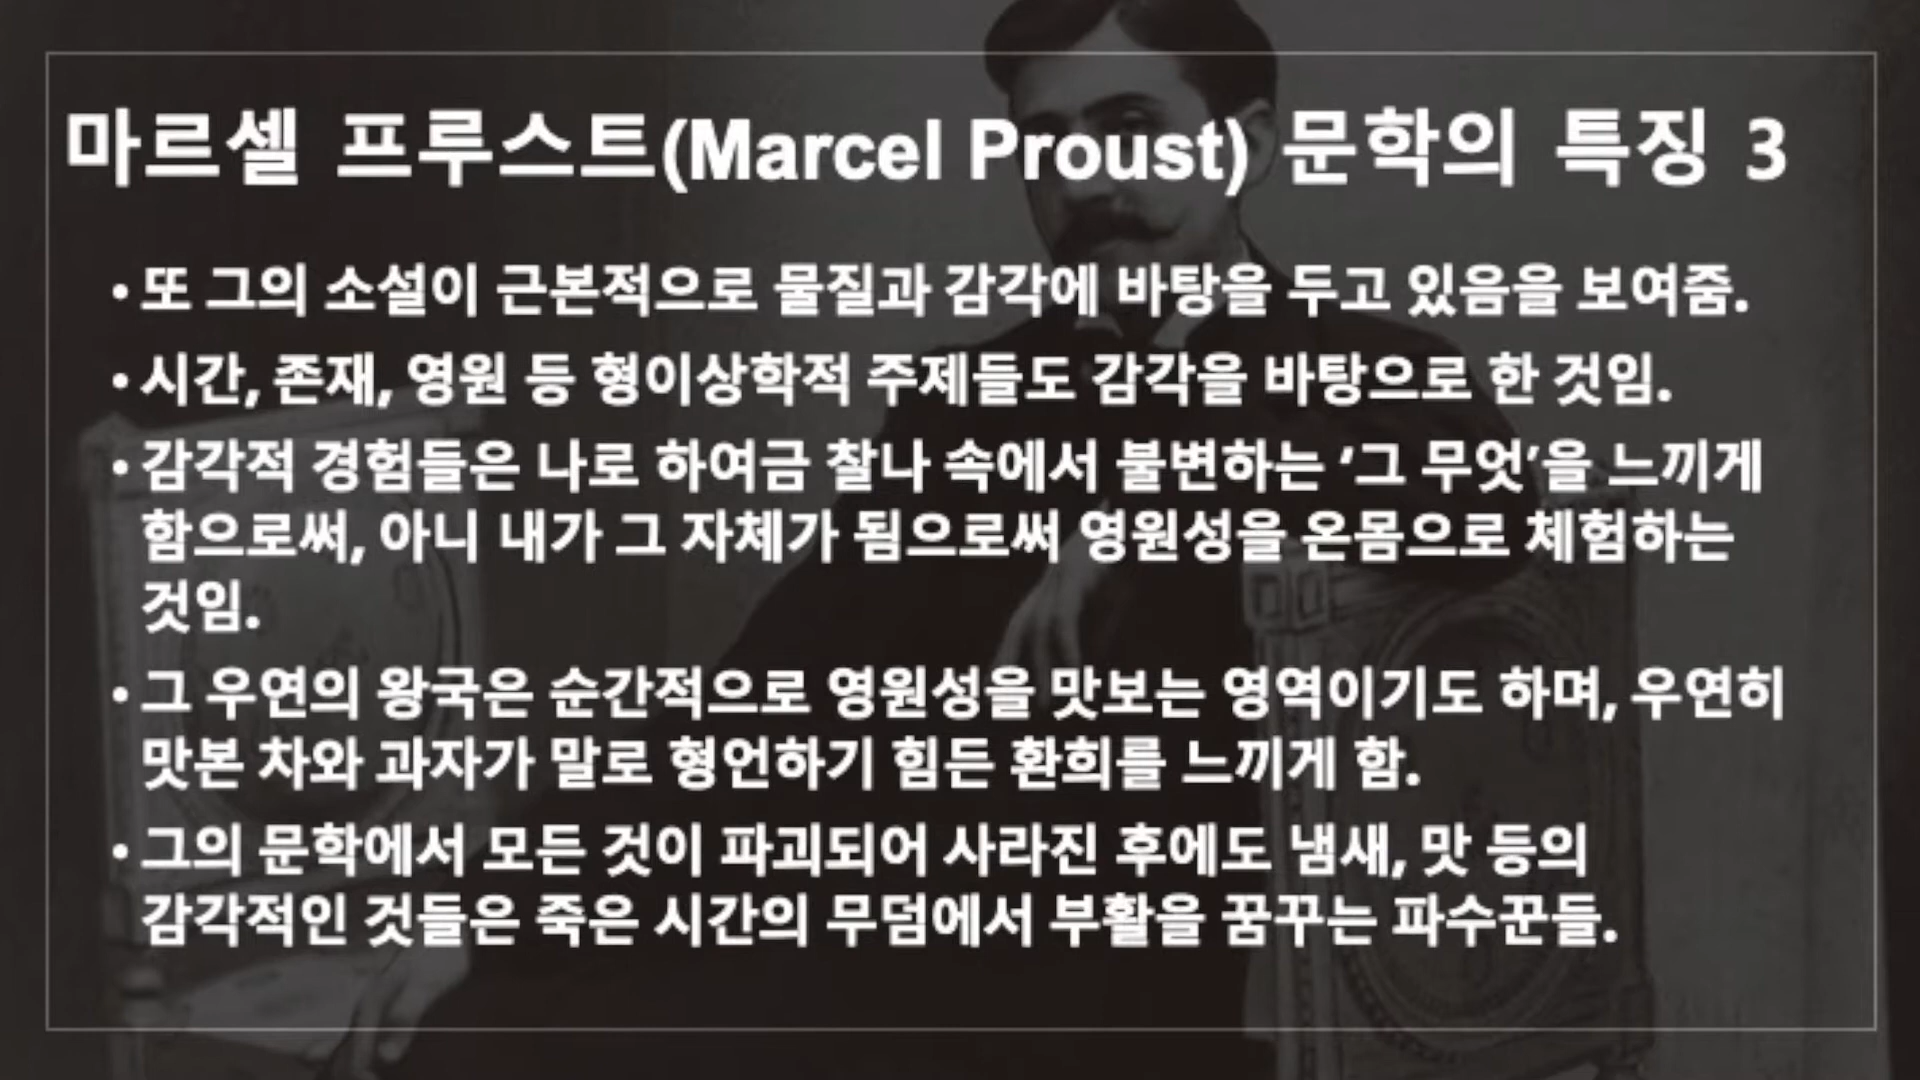 마르셀 프루스트(Marcel Proust) 문학의 특징 3
• 또 그의 소설이 근본적으로 물질과 감각에 바탕을 두고 있음을 보여줌.
• 시간, 존재, 영원 등 형이상학적 주제들도 감각을 바탕으로 한 것임.
• 감각적 경험들은 나로 하여금 찰나 속에서 불변하는 ‘그 무엇’을 느끼게
함으로써, 아니 내가 그 자체가 됨으로써 영원성을 온몸으로 체험하는
것임.
• 그 우연의 왕국은 순간적으로 영원성을 맛보는 영역이기도 하며, 우연히
맛본 차와 과자가 말로 형언하기 힘든 환희를 느끼게 함.
• 그의 문학에서 모든 것이 파괴되어 사라진 후에도 냄새, 맛 등의
감각적인 것들은 죽은 시간의 무덤에서 부활을 꿈꾸는 파수꾼들.